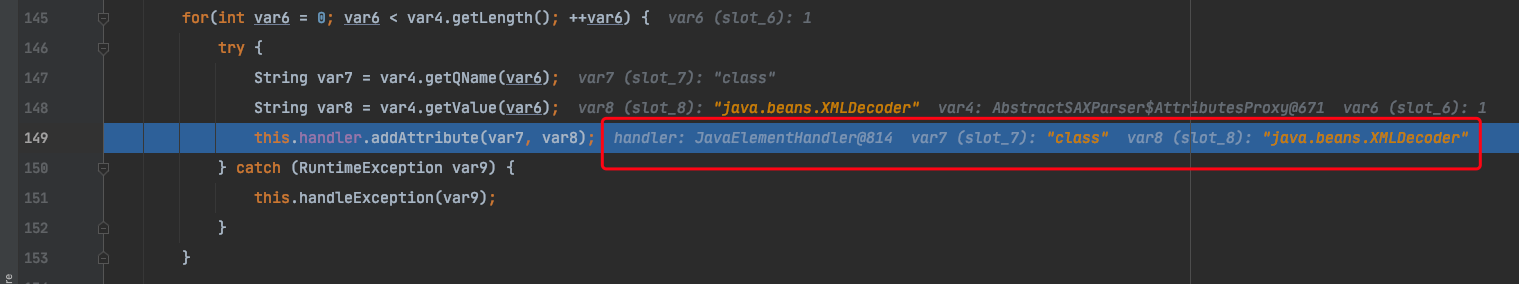 145 for(int var6 = 0; var6 < var4.getLength(); ++var6) { var6 (slot_6): 1
146 try {
147 String var7 = var4.getQName(var6); var7 (slot_7): "class"
148 String var8 = var4.getValue(var6); var8 (slot_8): "java.beans.XMLDecoder" var4: AbstractSAXParser$AttributesProxy@671 var6 (slot_6): 1
149 this.handler.addAttribute(var7, var8); handler: JavaElementHandler@814 var7 (slot_7): "class" var8 (slot_8): "java.beans.XMLDecoder"
150 } catch (RuntimeException var9) {
151 this.handleException(var9);
152 }
153 }